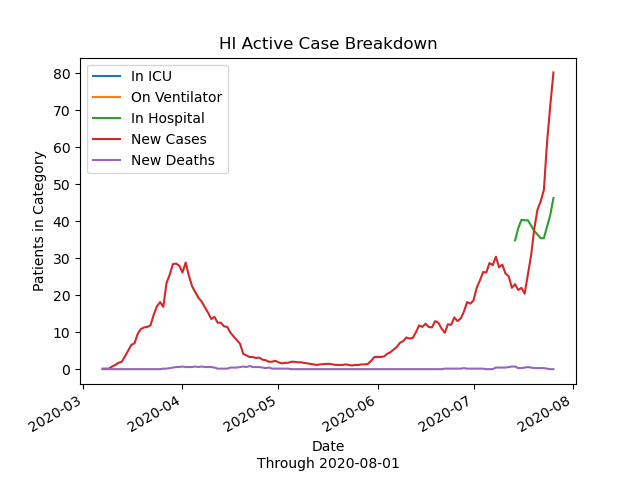 HI Active Case Breakdown
In ICU
On Ventilator
In Hospital
New Cases
New Deaths
Patients in Category
80
70
60
50
40
30
20
10
0
2020-03
2020-04
2020-05
2020-06
2020-07
2020-08
Date
Through 2020-08-01